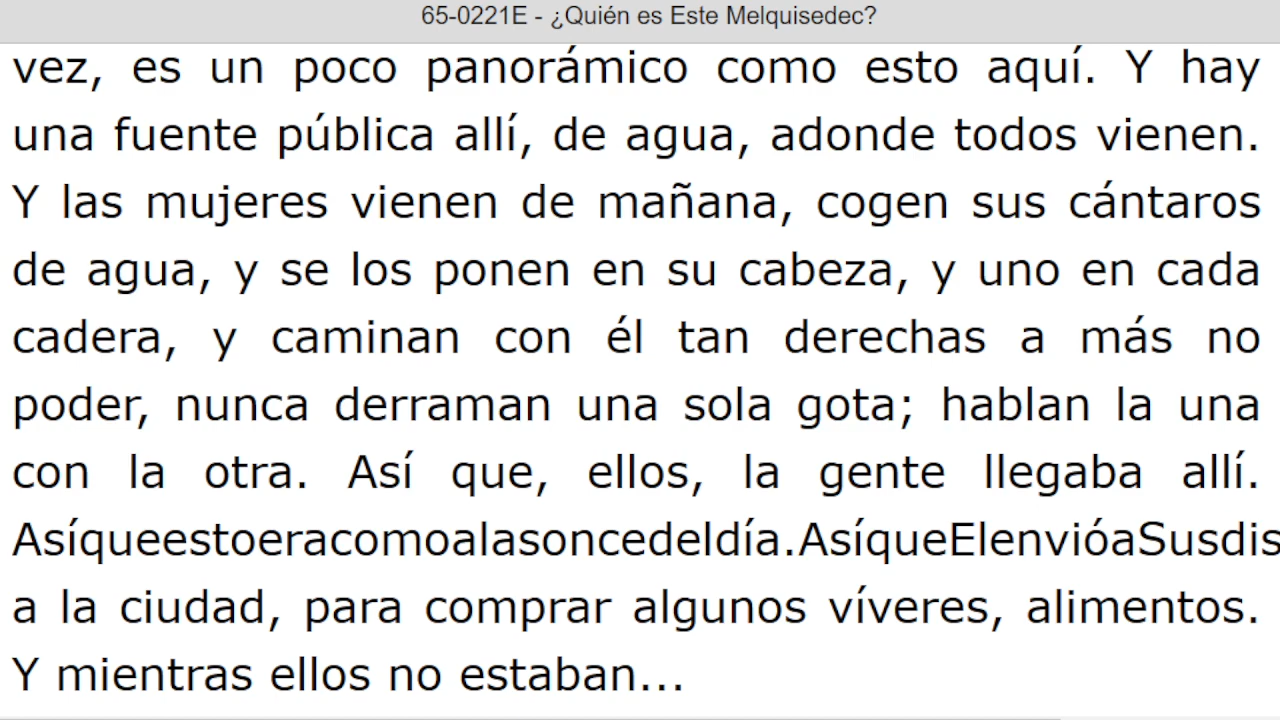 65-0221E - ¿Quién es Este Melquisedec?
vez, es un poco panorámico como esto aquí. Y hay
una fuente pública allí, de agua, adonde todos vienen.
Y las mujeres vienen de mañana, cogen sus cántaros
de agua, y se los ponen en su cabeza, y uno en cada
cadera, y caminan con él tan derechas a más no
poder, nunca derraman una sola gota; hablan la una
con la otra. Así que, ellos, la gente llegaba allí.
Asíqueestoeracomoalasoncedeldía.AsíqueElenvióaSusdis
a la ciudad, para comprar algunos víveres, alimentos.
Y mientras ellos no estaban...